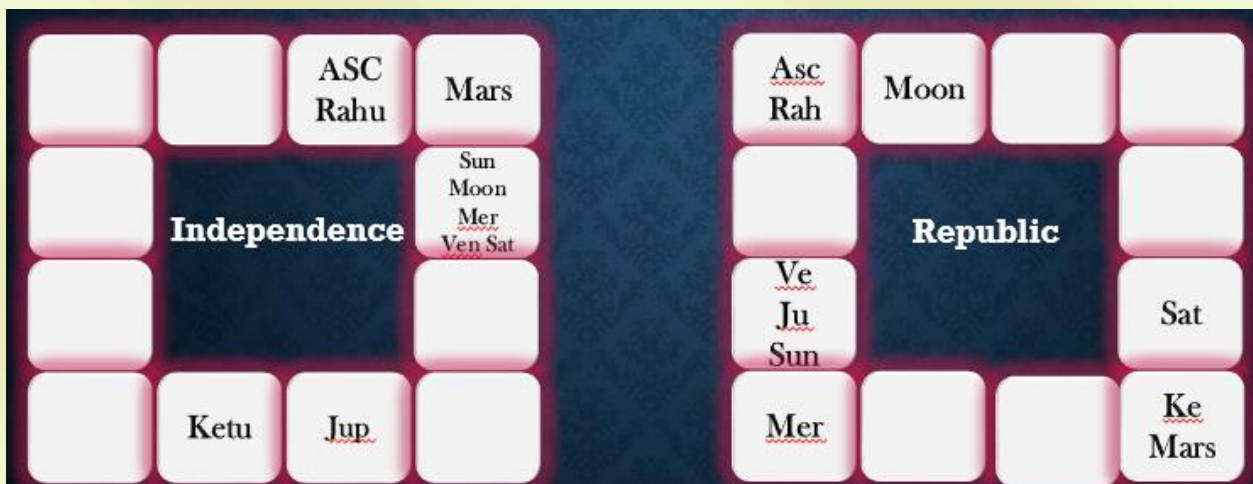 ASC
Rahu
Mars
Sun
Moon
Mer
Ven Sat
Independence
Ketu
Jup
Asc
Rah
Moon
Republic
Ve
Ju
Sun
Sat
Mer
Ke
Mars